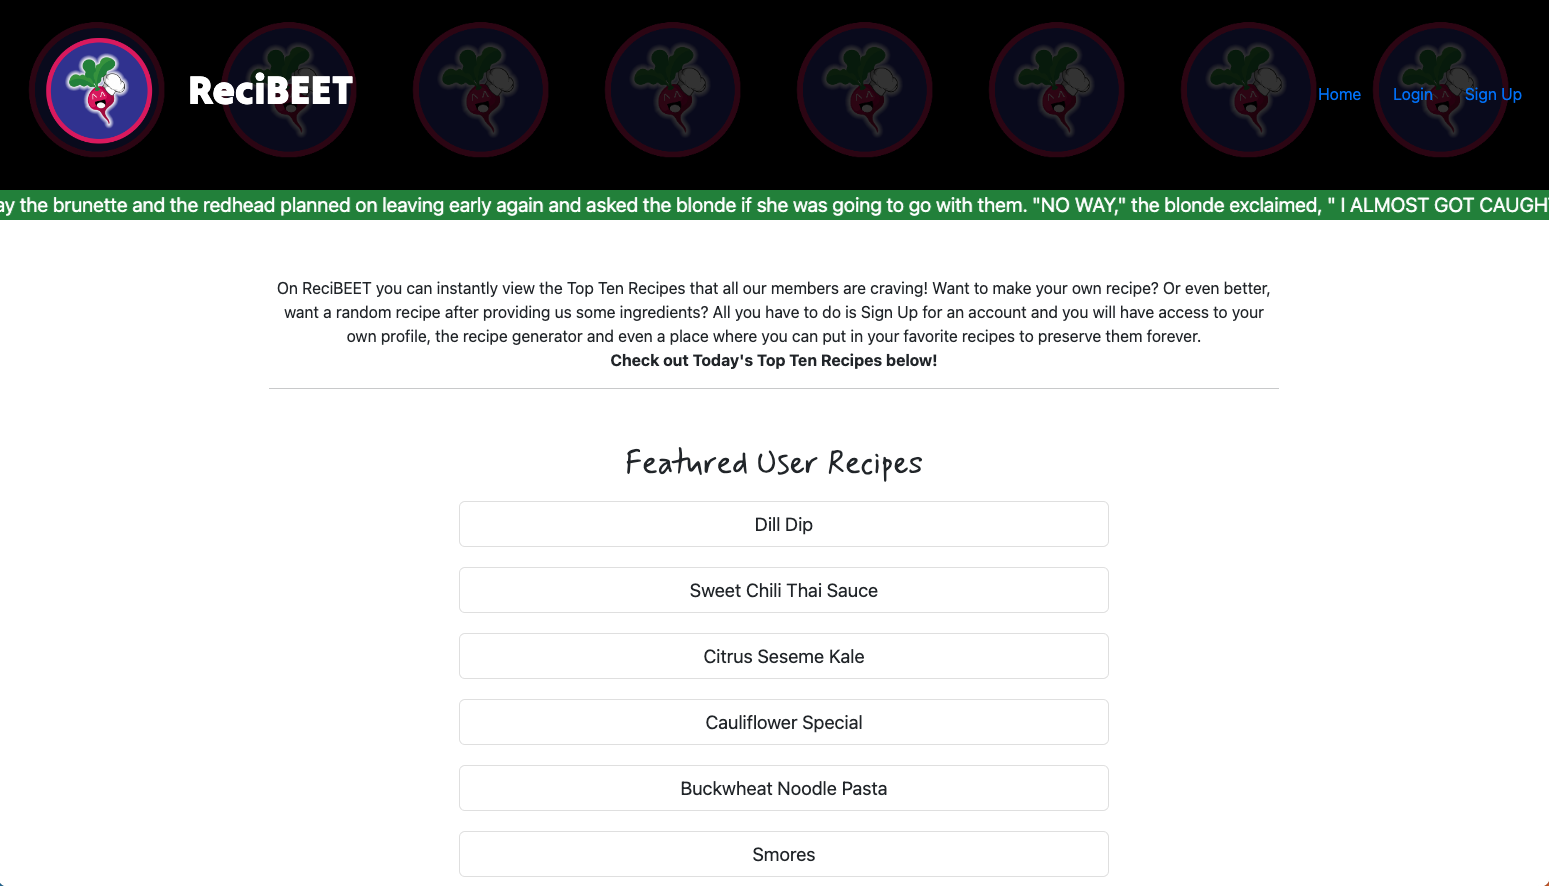 ReciBEET
Home Login Sign Up
the brunette and the redhead planned on leaving early again and asked the blonde if she was going to go with them. "NO WAY," the blonde exclaimed, " I ALMOST GOT
On ReciBEET you can instantly view the Top Ten Recipes that all our members are craving! Want to make your own recipe? Or even better,
want a random recipe after providing us some ingredients? All you have to do is Sign Up for an account and you will have access to your
own profile, the recipe generator and even a place where you can put in your favorite recipes to preserve them forever.
Check out Today's Top Ten Recipes below!
Featured User Recipes
Dill Dip
Sweet Chili Thai Sauce
Citrus Seseme Kale
Cauliflower Special
Buckwheat Noodle Pasta
Smores